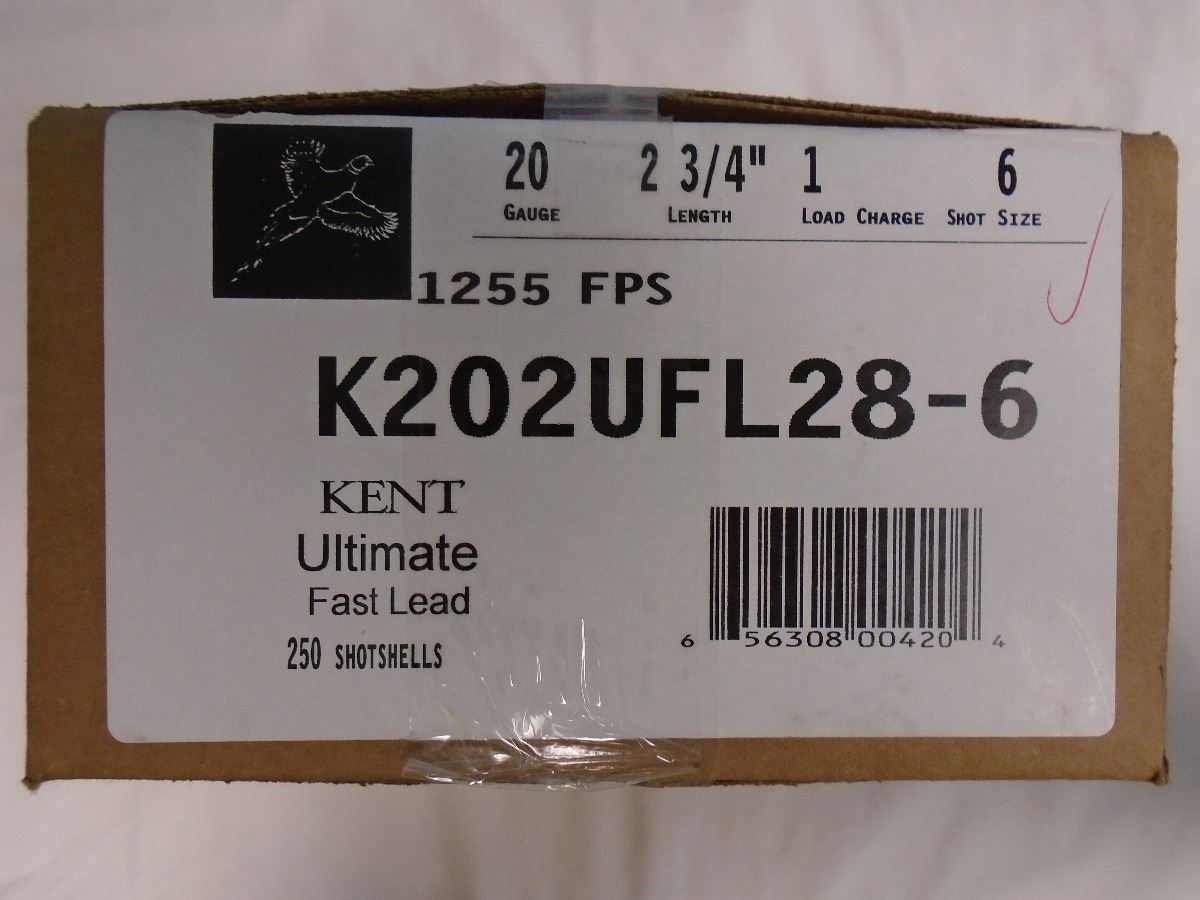 20 2 3/4" 1 6
GAUGE LENGTH LOAD CHARGE SHOT SIZE
1255 FPS
K202UFL28-6
KENT
Ultimate
Fast Lead
250 SHOTSHELLS
6 56308 00420 4